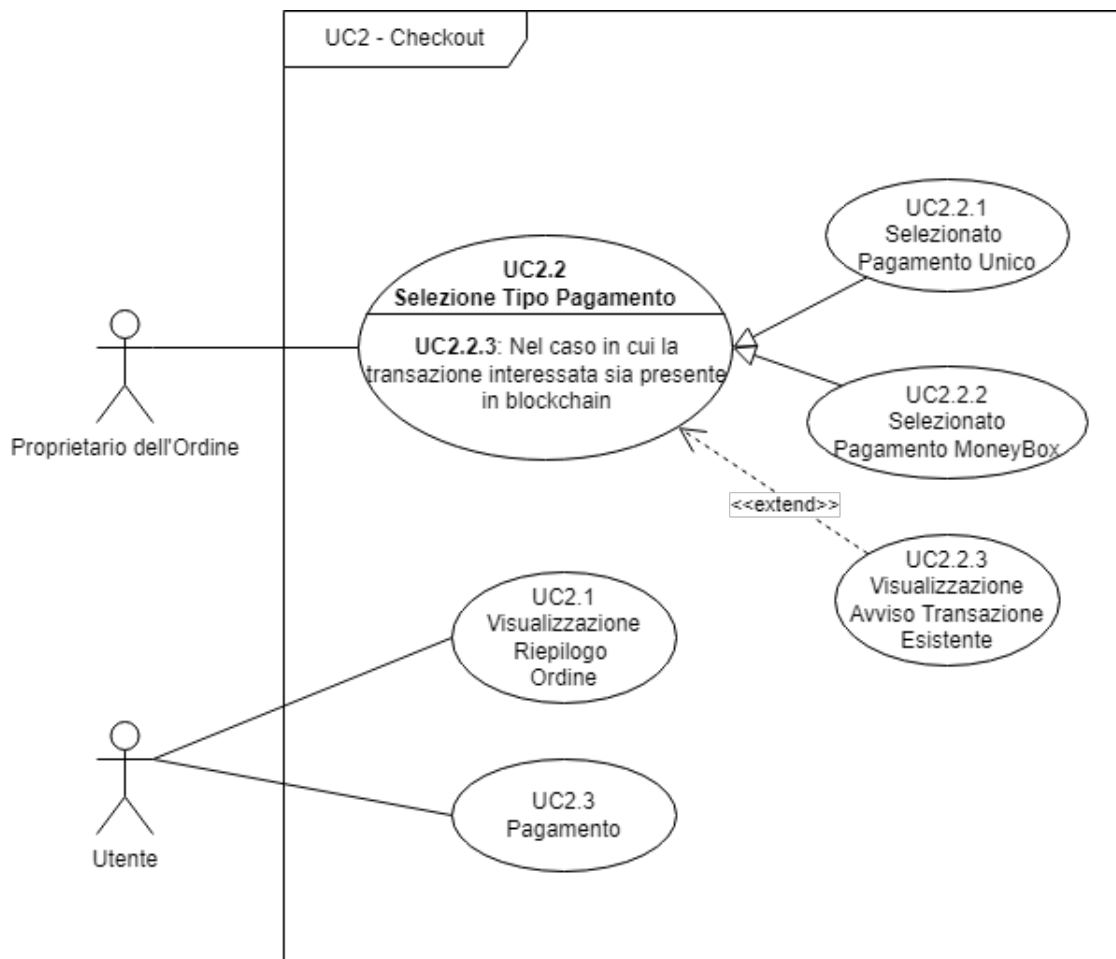 UC2 - Checkout
UC2.2.1
Selezionato
Pagamento Unico
UC2.2
Selezione Tipo Pagamento
UC2.2.3: Nel caso in cui la
transazione interessata sia presente
in blockchain
Proprietario dell'Ordine
UC2.2.2
Selezionato
Pagamento MoneyBox
<<extend>>
UC2.2.3
Visualizzazione
Avviso Transazione
Esistente
UC2.1
Visualizzazione
Riepilogo
Ordine
UC2.3
Pagamento
Utente